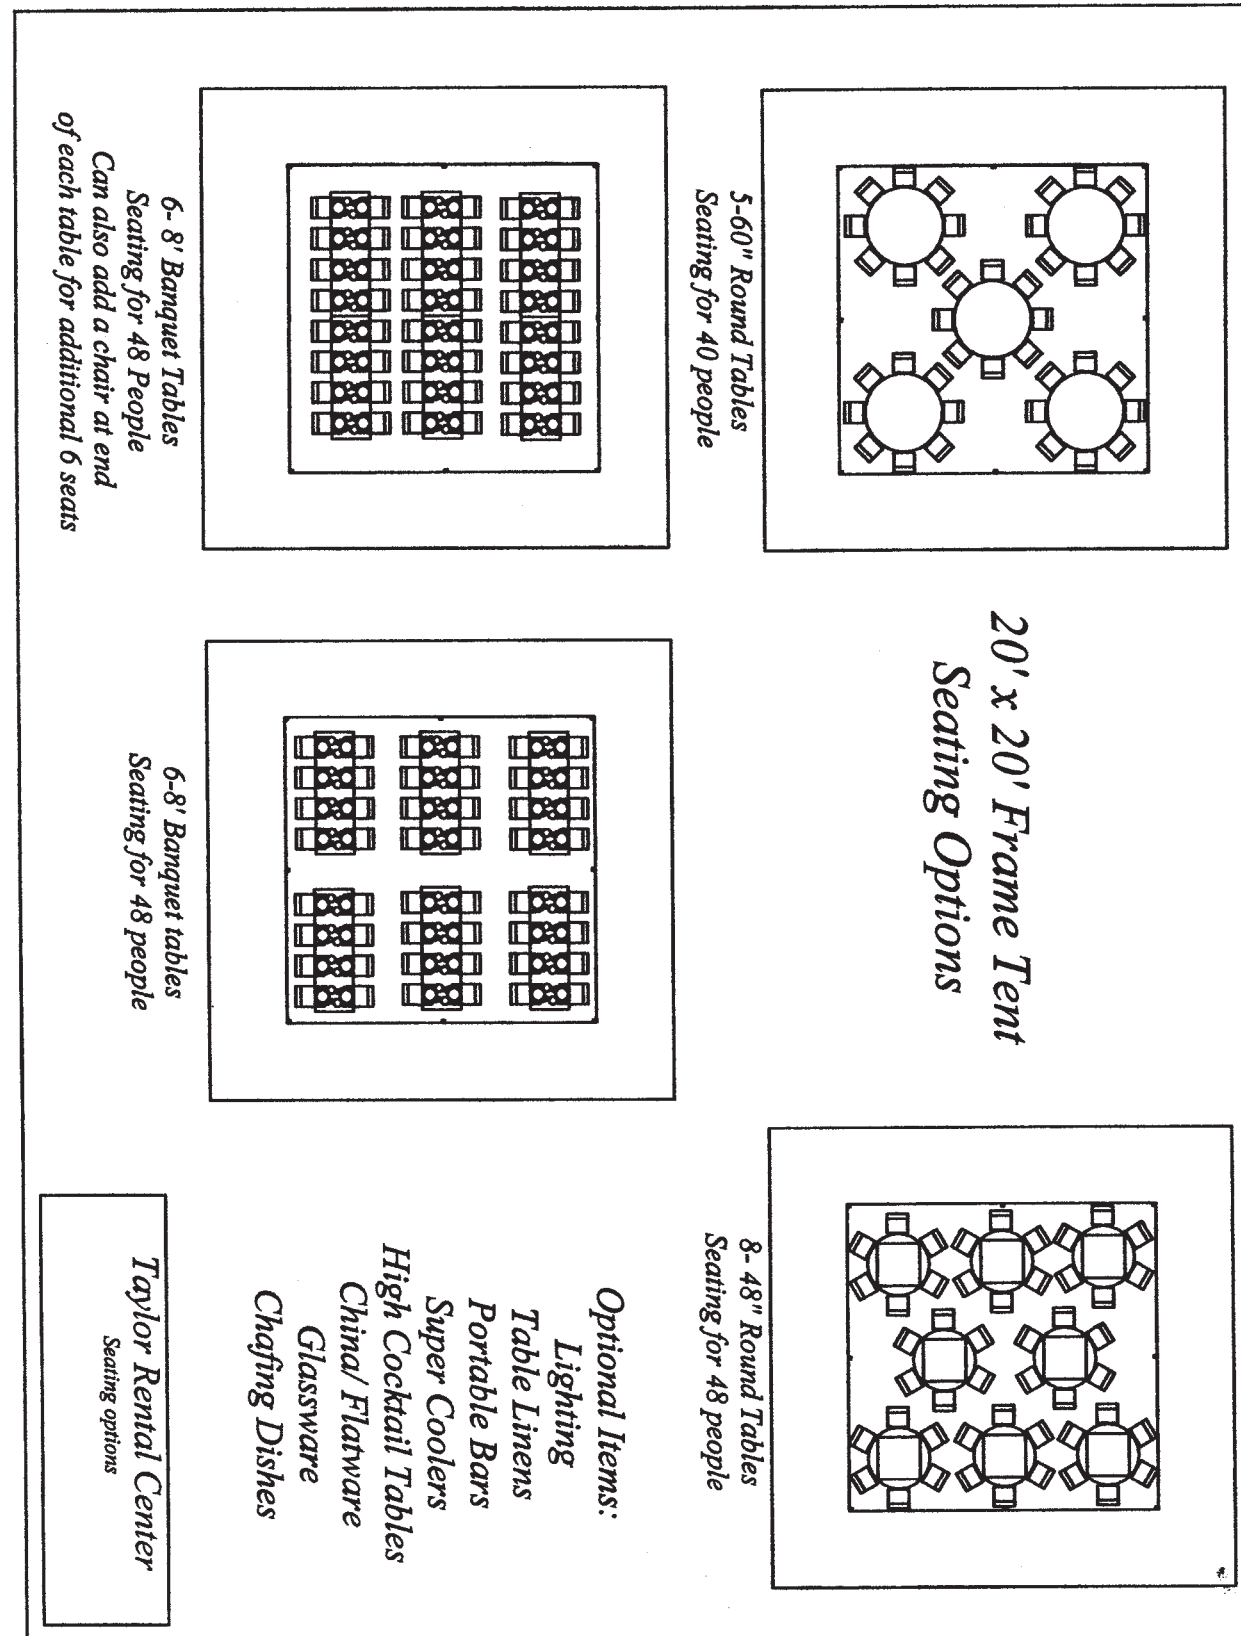 20' x 20' Frame Tent
Seating Options
5-60" Round Tables
Seating for 40 people
8- 48" Round Tables
Seating for 48 people
6- 8' Banquet Tables
Seating for 48 People
Can also add a chair at end
of each table for additional 6 seats
6-8' Banquet tables
Seating for 48 people
Optional Items:
Lighting
Table Linens
Portable Bars
Super Coolers
High Cocktail Tables
China/ Flatware
Glassware
Chafing Dishes
Taylor Rental Center
Seating options